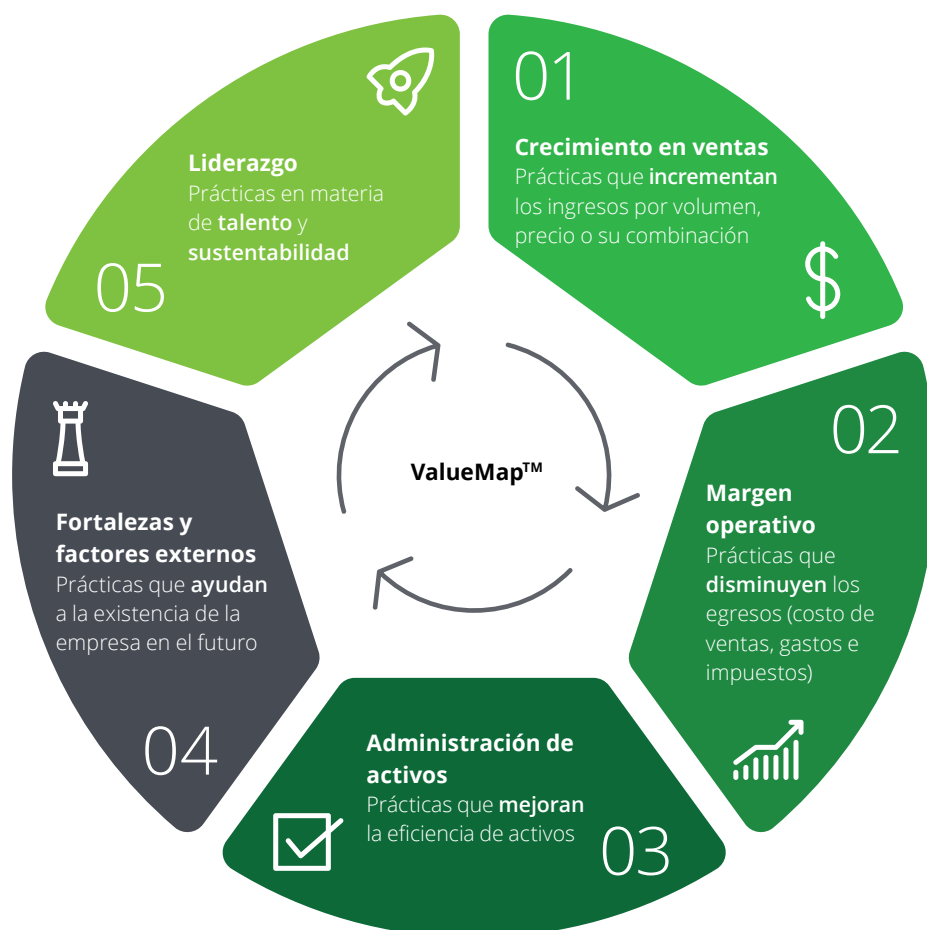 01
Crecimiento en ventas
Prácticas que incrementan
los ingresos por volumen,
precio o su combinación
$
02
Margen
operativo
Prácticas que
disminuyen los
egresos (costo de
ventas, gastos e
impuestos)
Administración de
activos
Prácticas que mejoran
la eficiencia de activos
03
Fortalezas y
factores externos
Prácticas que ayudan
a la existencia de la
empresa en el futuro
04
Liderazgo
Prácticas en materia
de talento y
sustentabilidad
05
ValueMap™